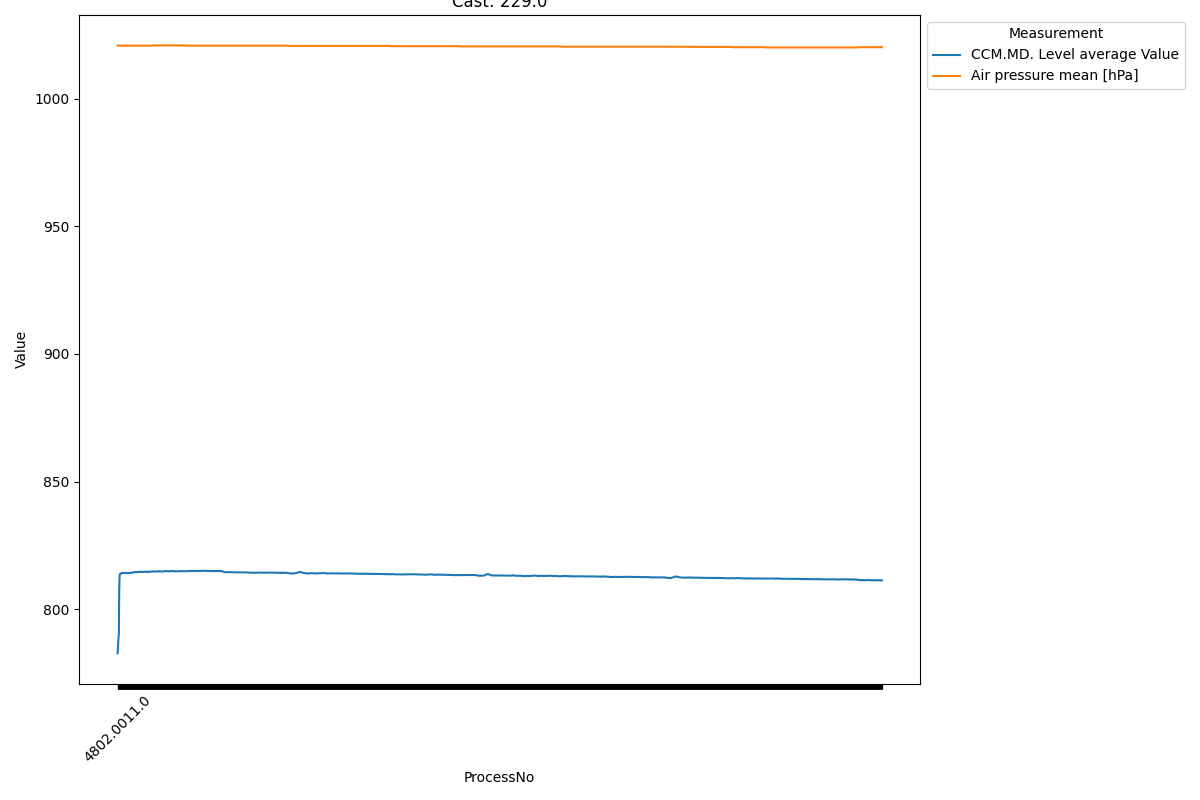 Cast: 229.0
Measurement
CCM.MD. Level average Value
Air pressure mean [hPa]
1000
950
900
850
800
Value
4802.0011.0
ProcessNo